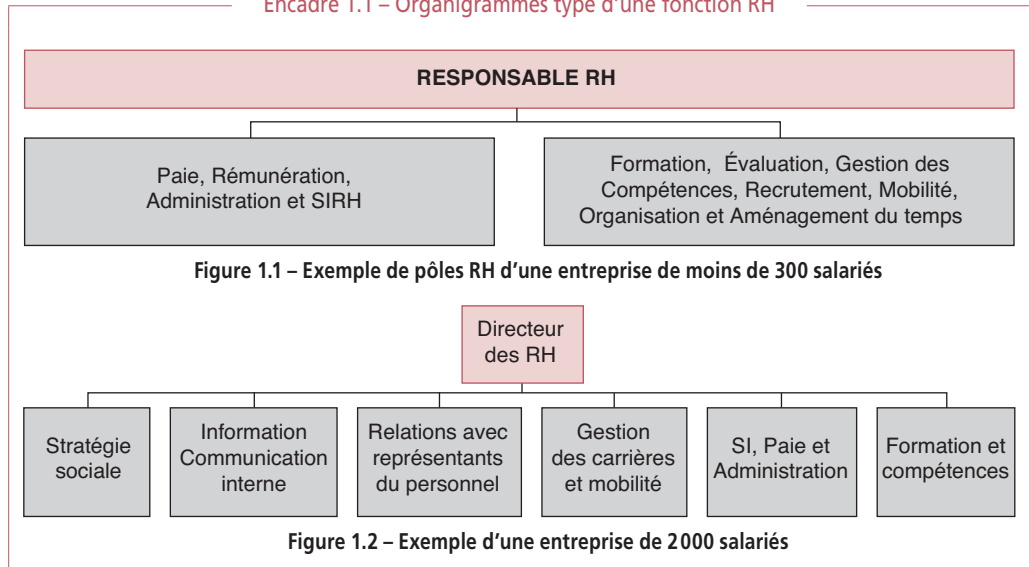 Encadré 1.1 – Organigrammes type d'une fonction RH
RESPONSABLE RH
Paie, Rémunération,
Administration et SIRH
Formation, Évaluation, Gestion des
Compétences, Recrutement, Mobilité,
Organisation et Aménagement du temps
Figure 1.1 – Exemple de pôles RH d'une entreprise de moins de 300 salariés
Directeur
des RH
Stratégie
sociale
Information
Communication
interne
Relations avec
représentants
du personnel
Gestion
des carrières
et mobilité
SI, Paie et
Administration
Formation et
compétences
Figure 1.2 – Exemple d'une entreprise de 2 000 salariés